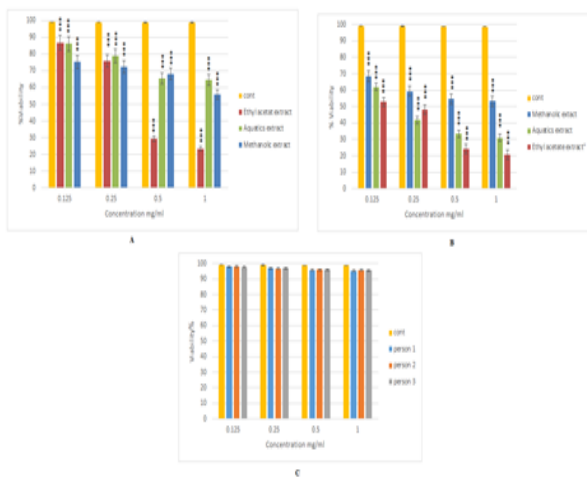 %Viability
100
90
80
70
60
50
40
30
20
10
0
*** *** ***
*** *** ***
*** *** ***
*** *** ***
0.125 0.25 0.5 1
Concentration mg/ml
cont
Ethyl acetate extract
Aquatics extract
Methanolic extract
A
% Viability
100
90
80
70
60
50
40
30
20
10
0
*** *** ***
*** *** ***
*** *** ***
*** *** ***
0.125 0.25 0.5 1
Concentration mg/ml
cont
Methanolic extract
Aquatics extract
Ethyl acetate extract"
B
Viability%
100
90
80
70
60
50
40
30
20
10
0
0.125 0.25 0.5 1
Concentration mg/ml
cont
person 1
person 2
person 3
C